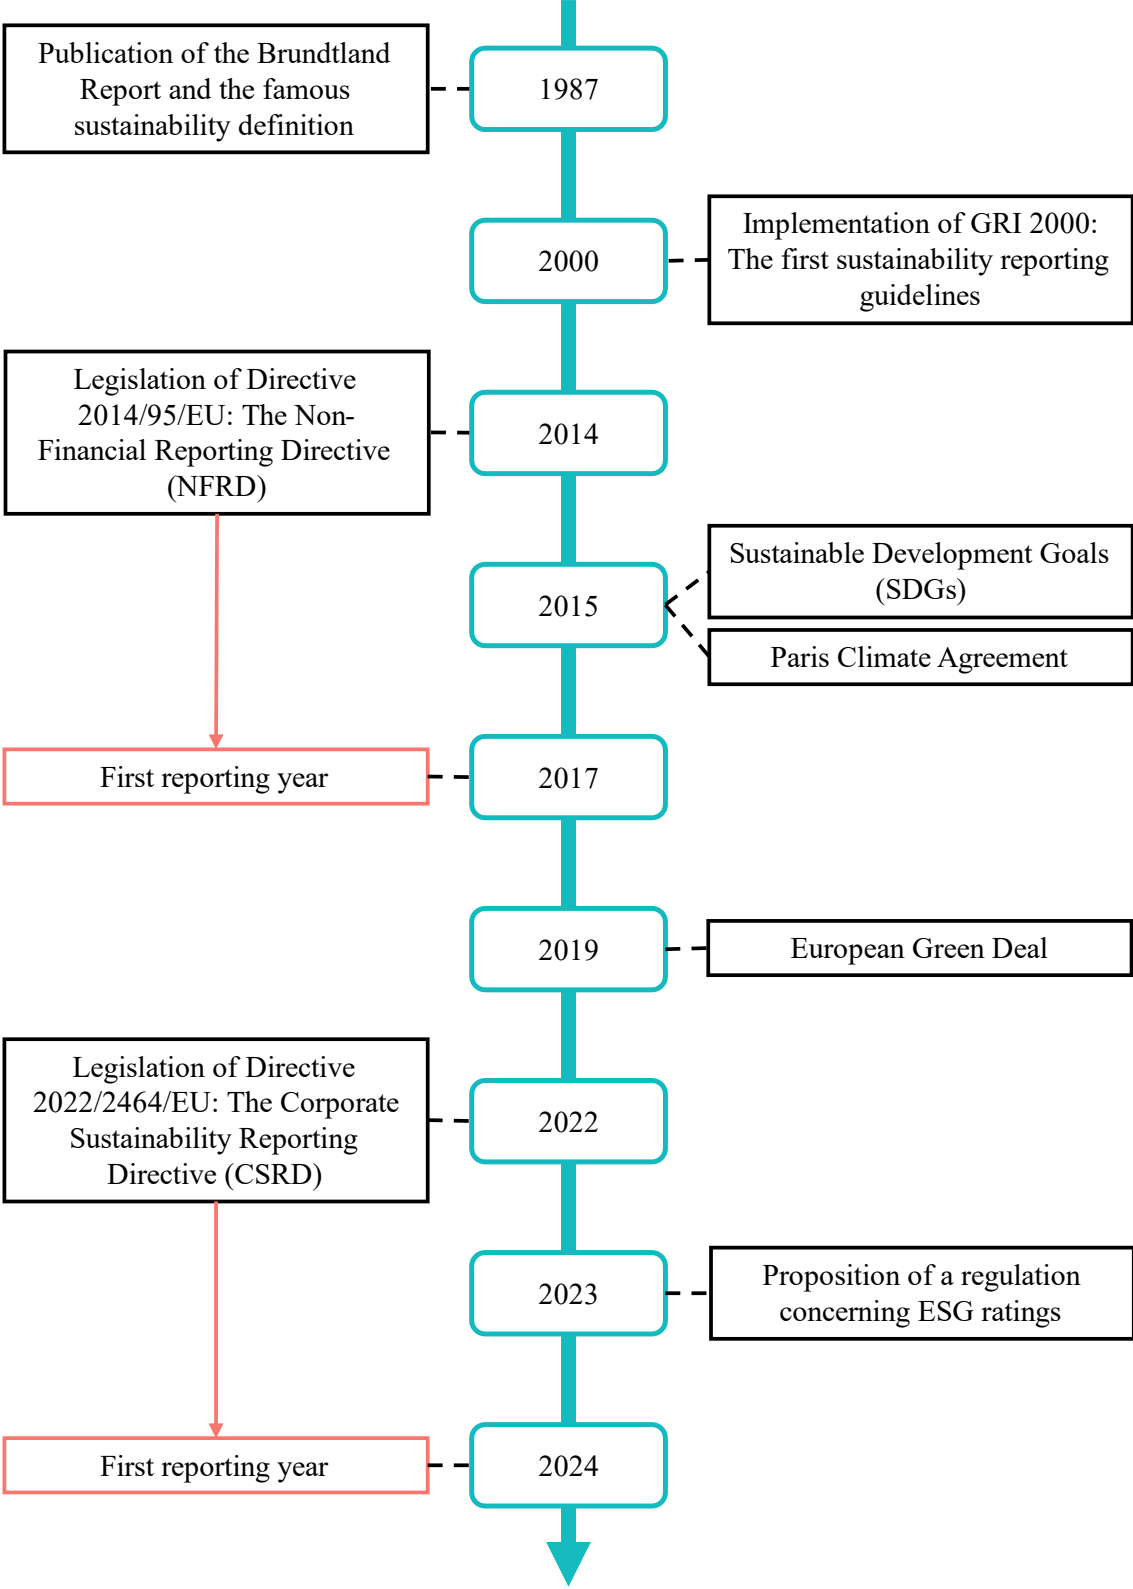 Publication of the Brundtland
Report and the famous
sustainability definition
1987
2000
Implementation of GRI 2000:
The first sustainability reporting
guidelines
Legislation of Directive
2014/95/EU: The Non-
Financial Reporting Directive
(NFRD)
2014
2015
Sustainable Development Goals
(SDGs)
Paris Climate Agreement
First reporting year
2017
2019
European Green Deal
Legislation of Directive
2022/2464/EU: The Corporate
Sustainability Reporting
Directive (CSRD)
2022
2023
Proposition of a regulation
concerning ESG ratings
First reporting year
2024